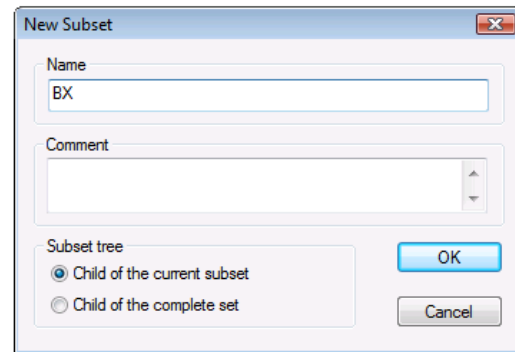 New Subset
Name
BX
Comment
Subset tree
Child of the current subset
OK
Child of the complete set
Cancel